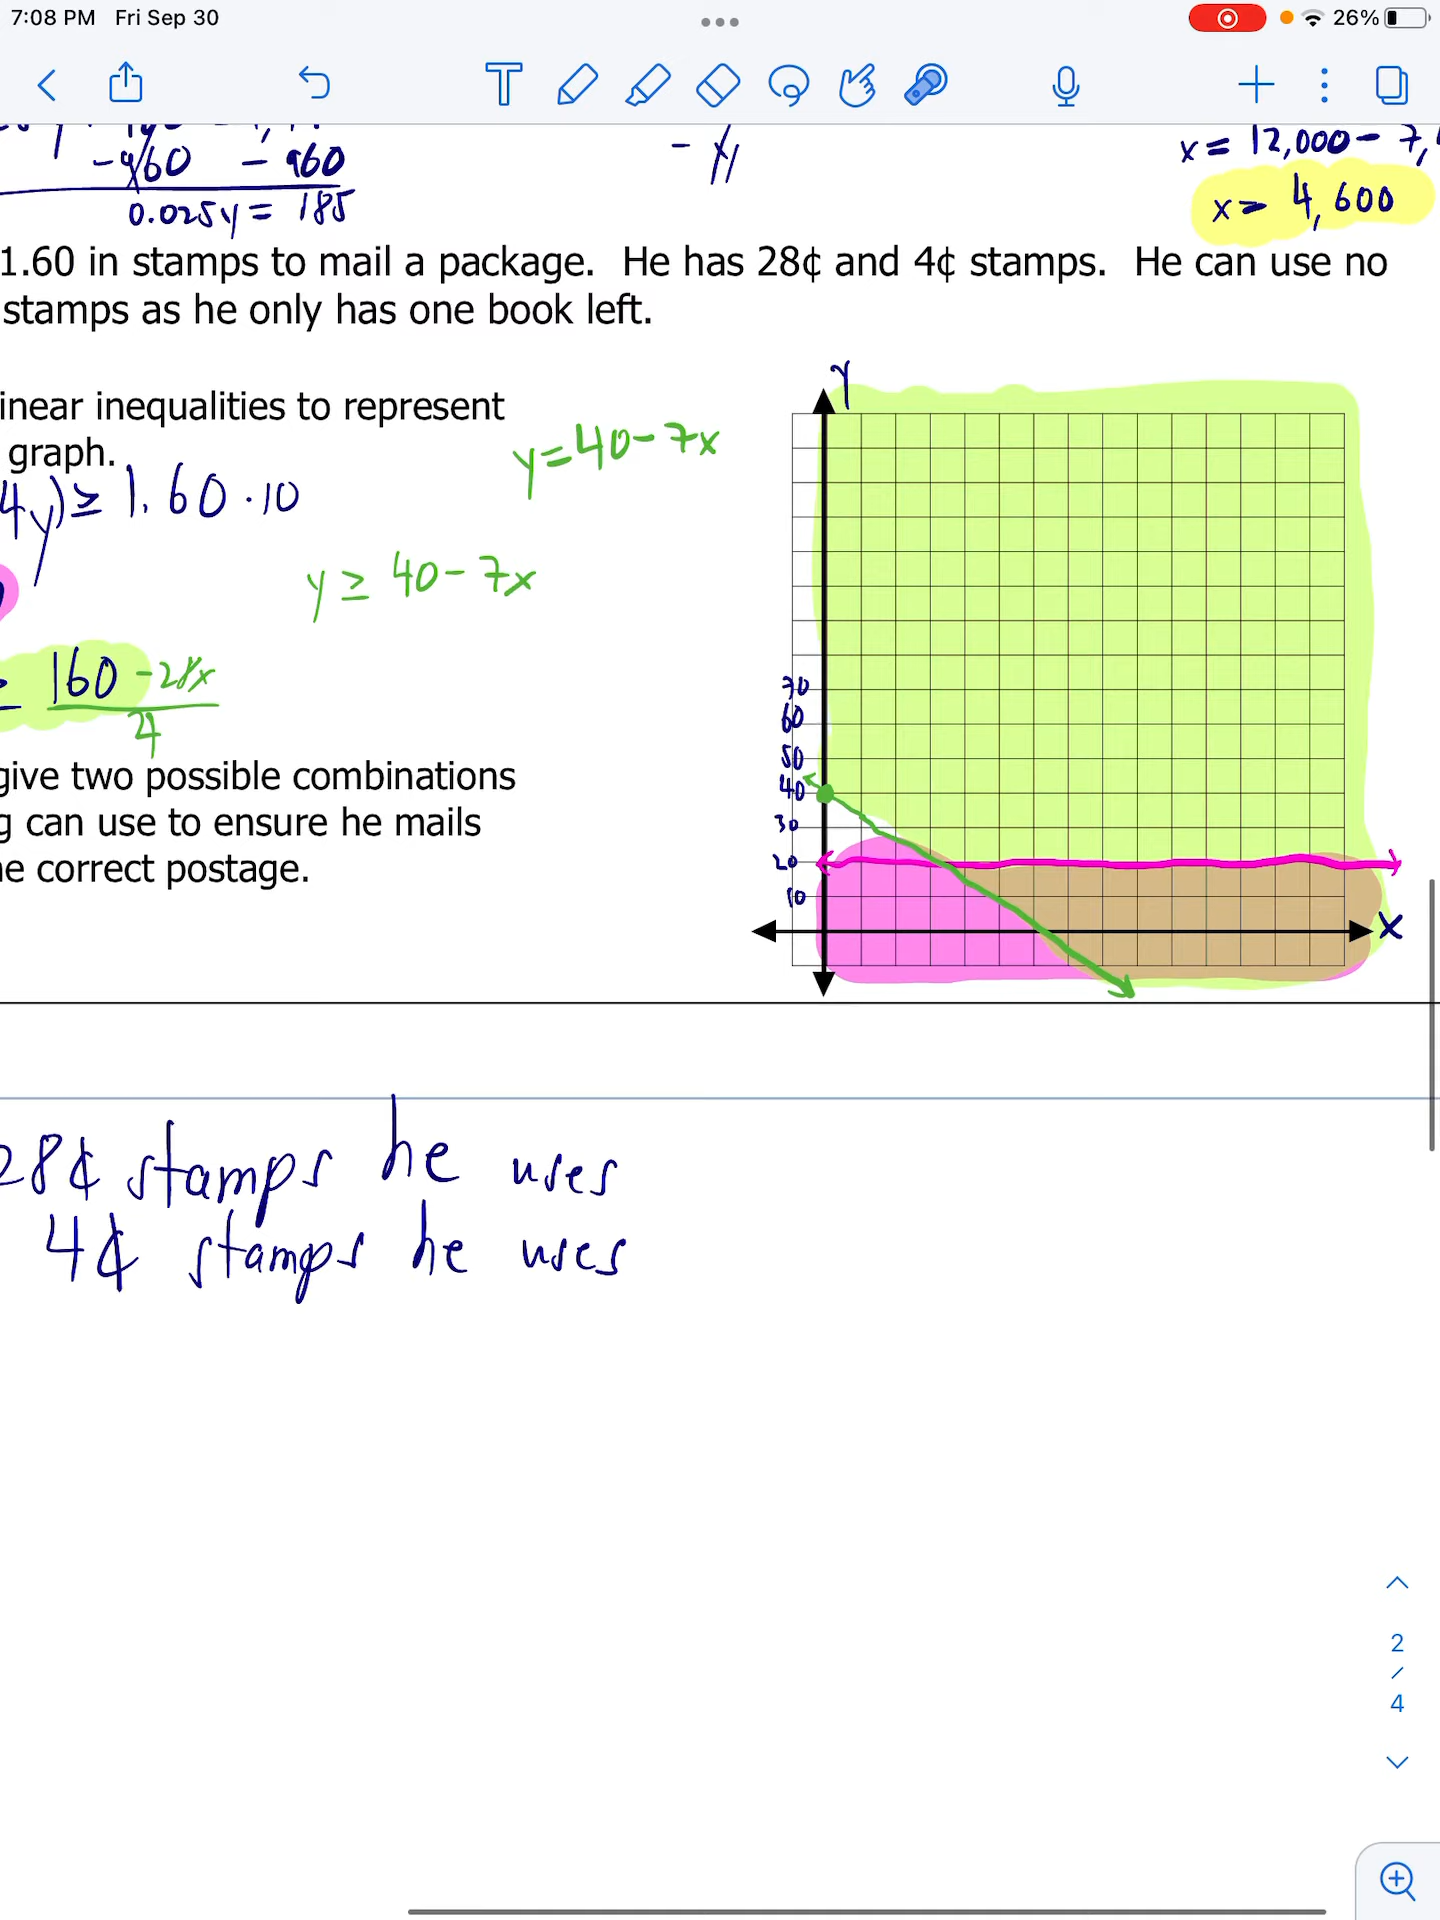 7:08 PM Fri Sep 30
26%
-960 - 960
0.025y = 185
x = 12,000 - 7,
x = 4,600
1.60 in stamps to mail a package. He has 28¢ and 4¢ stamps. He can use no
stamps as he only has one book left.
inear inequalities to represent
graph.
4y) ≥ 1.60 · 10
y = 40 - 7x
y ≥ 40 - 7x
160 - 28x
4
give two possible combinations
g can use to ensure he mails
e correct postage.
Y
70
60
50
40
30
20
10
X
28¢ stamps he uses
4¢ stamps he uses
2
/
4